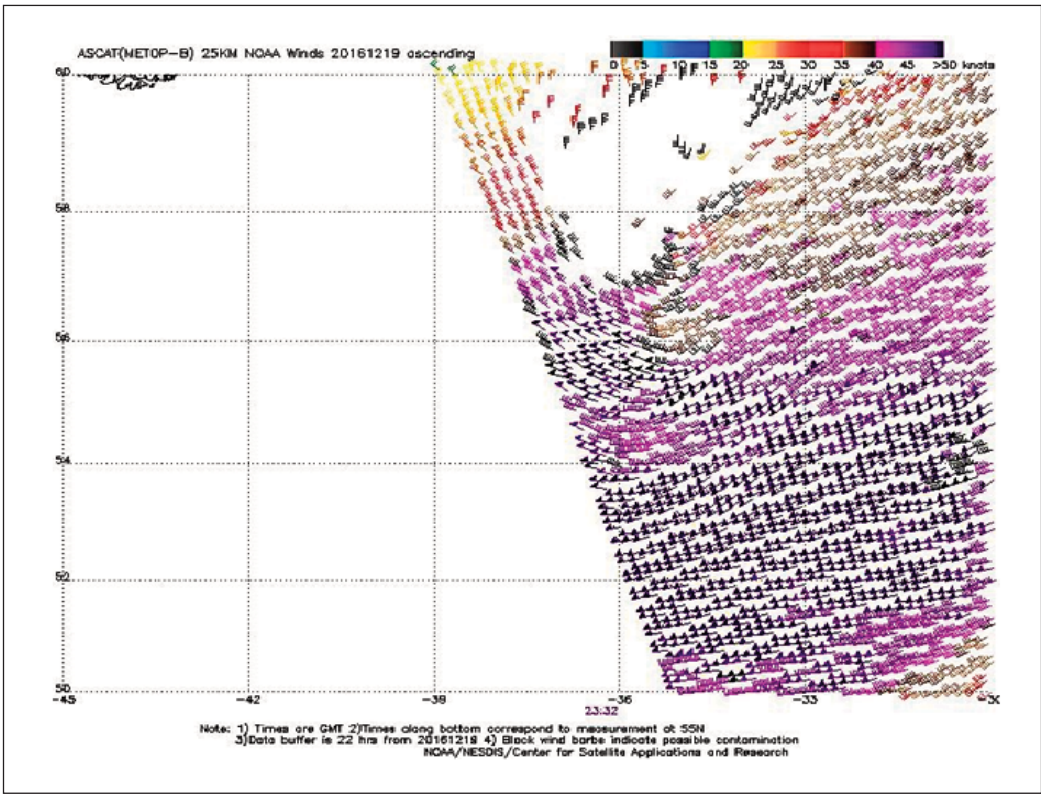 ASCAT(METOP-B) 25KM NOAA Winds 20161219 ascending
0 5 10 15 20 25 30 35 40 45 >50 knots
60
58
56
54
52
50
-45 -42 -39 -36 -33 -30
23:32
Note: 1) Times are GMT 2)Times along bottom correspond to measurement at 55N
3)Data buffer is 22 hrs from 20161219 4) Black wind barbs indicate possible contamination
NOAA/NESDIS/Center for Satellite Applications and Research